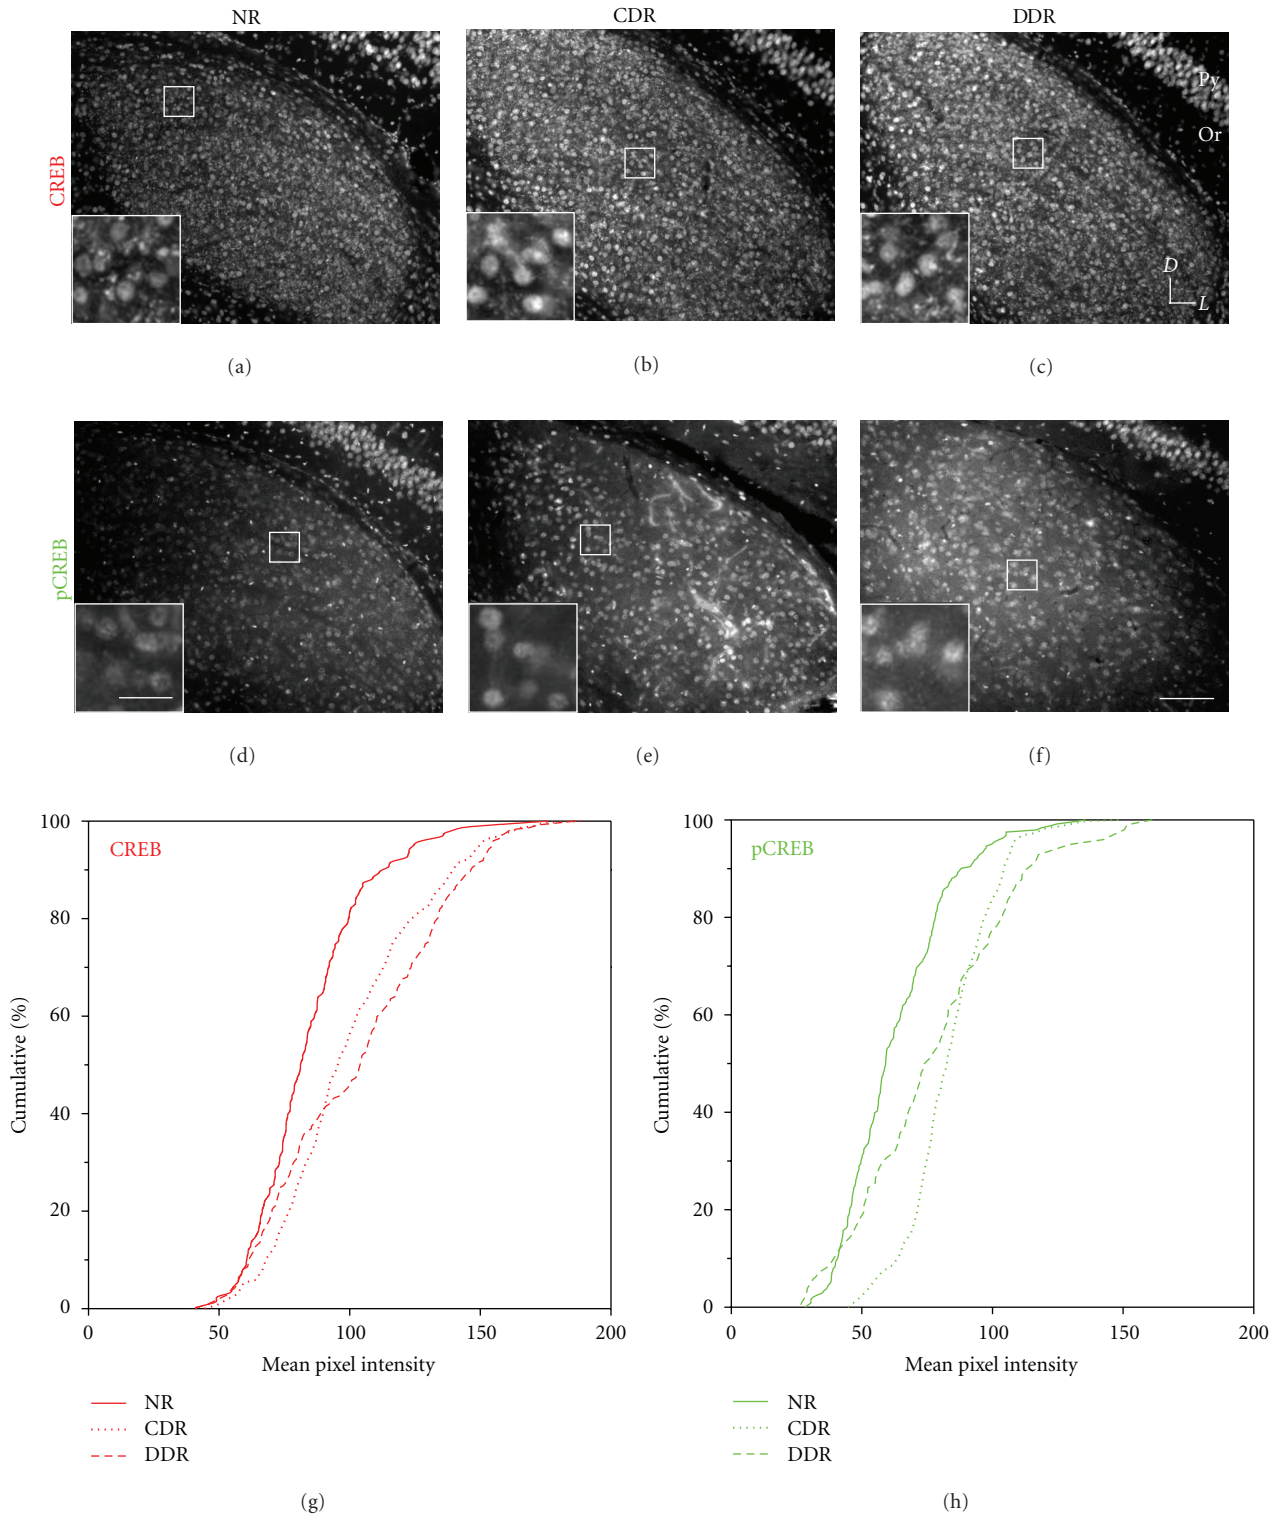 NR
CDR
DDR
CREB
Py
Or
D
L
(a)
(b)
(c)
pCREB
(d)
(e)
(f)
100
80
60
40
20
0
Cumulative (%)
CREB
0
50
100
150
200
Mean pixel intensity
NR
CDR
DDR
(g)
100
80
60
40
20
0
Cumulative (%)
pCREB
0
50
100
150
200
Mean pixel intensity
NR
CDR
DDR
(h)